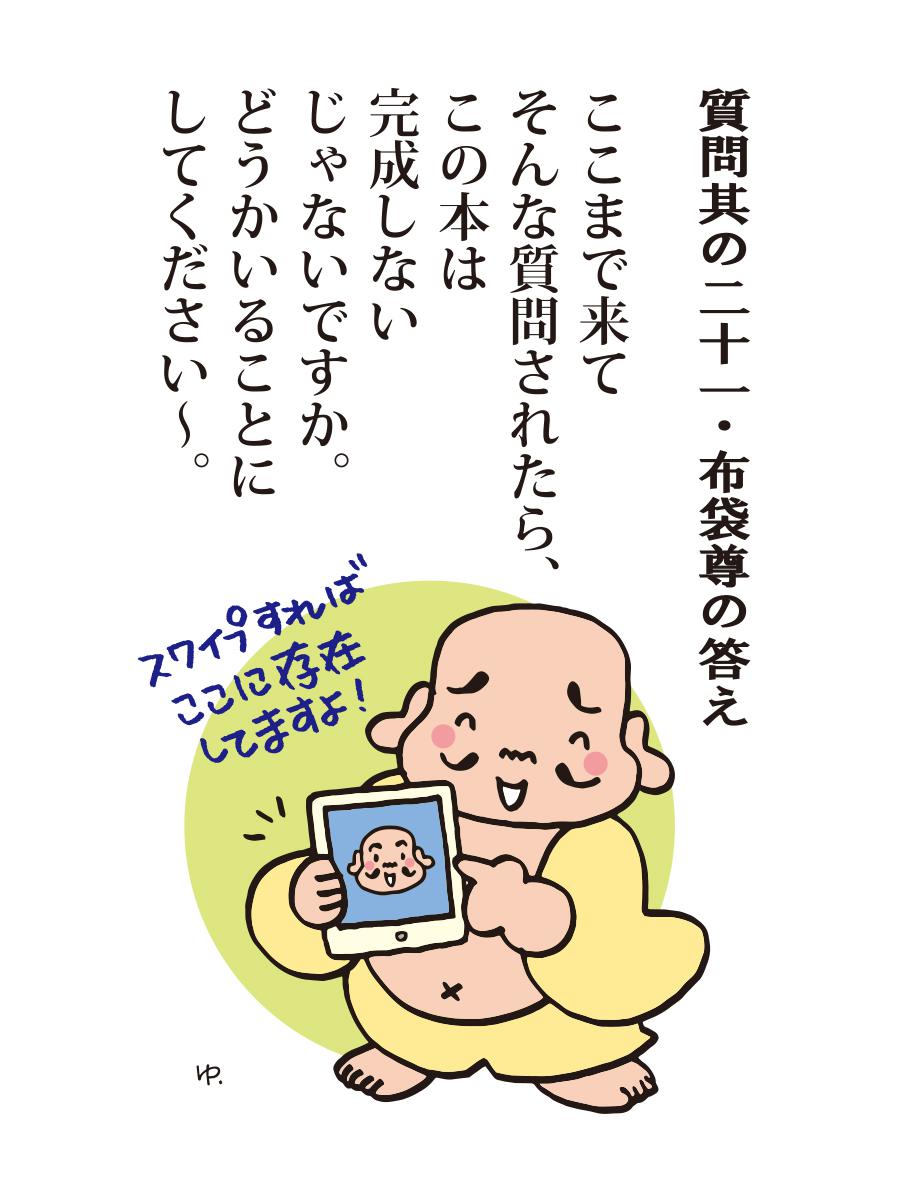 質問其の二十一・布袋尊の答え
ここまで来て
そんな質問されたら、
この本は
完成しない
じゃないですか。
どうかいることに
してください～。
スワイプすれば
ここに存在
してますよ！
ゆ.